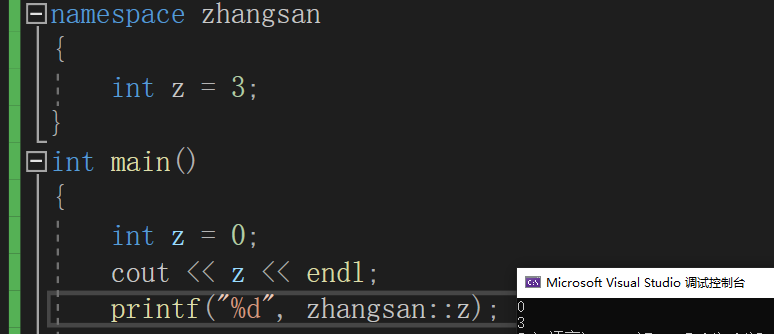 namespace zhangsan
{
int z = 3;
}
int main()
{
int z = 0;
cout << z << endl;
printf("%d", zhangsan::z);
Microsoft Visual Studio 调试控制台
0
3